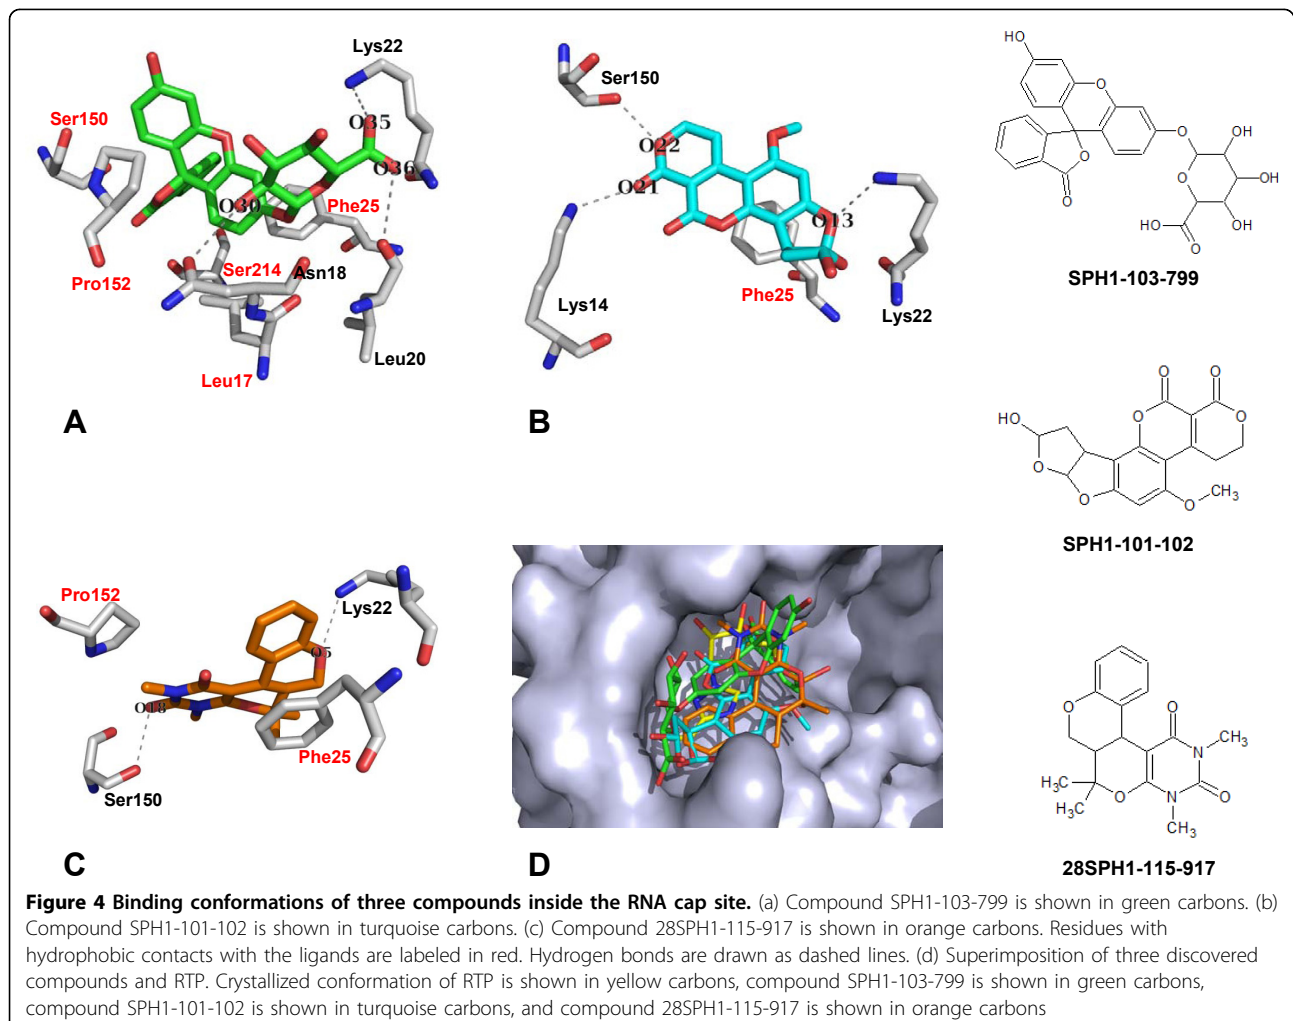 Lys22
Ser150
O35
O36
O30
Phe25
Pro152
Ser214
Asn18
Leu20
Leu17
A
Ser150
O22
O21
O13
Phe25
Lys14
Lys22
B
HO
O
O
O
O
OH
O
OH
HO
O
OH
SPH1-103-799
O
O
HO
O
O
O
O
O
CH3
SPH1-101-102
Pro152
Lys22
O5
O18
Phe25
Ser150
C
D
O
O
N
CH3
H3C
H3C
O
N
O
CH3
28SPH1-115-917
Figure 4 Binding conformations of three compounds inside the RNA cap site. (a) Compound SPH1-103-799 is shown in green carbons. (b)
Compound SPH1-101-102 is shown in turquoise carbons. (c) Compound 28SPH1-115-917 is shown in orange carbons. Residues with
hydrophobic contacts with the ligands are labeled in red. Hydrogen bonds are drawn as dashed lines. (d) Superimposition of three discovered
compounds and RTP. Crystallized conformation of RTP is shown in yellow carbons, compound SPH1-103-799 is shown in green carbons,
compound SPH1-101-102 is shown in turquoise carbons, and compound 28SPH1-115-917 is shown in orange carbons